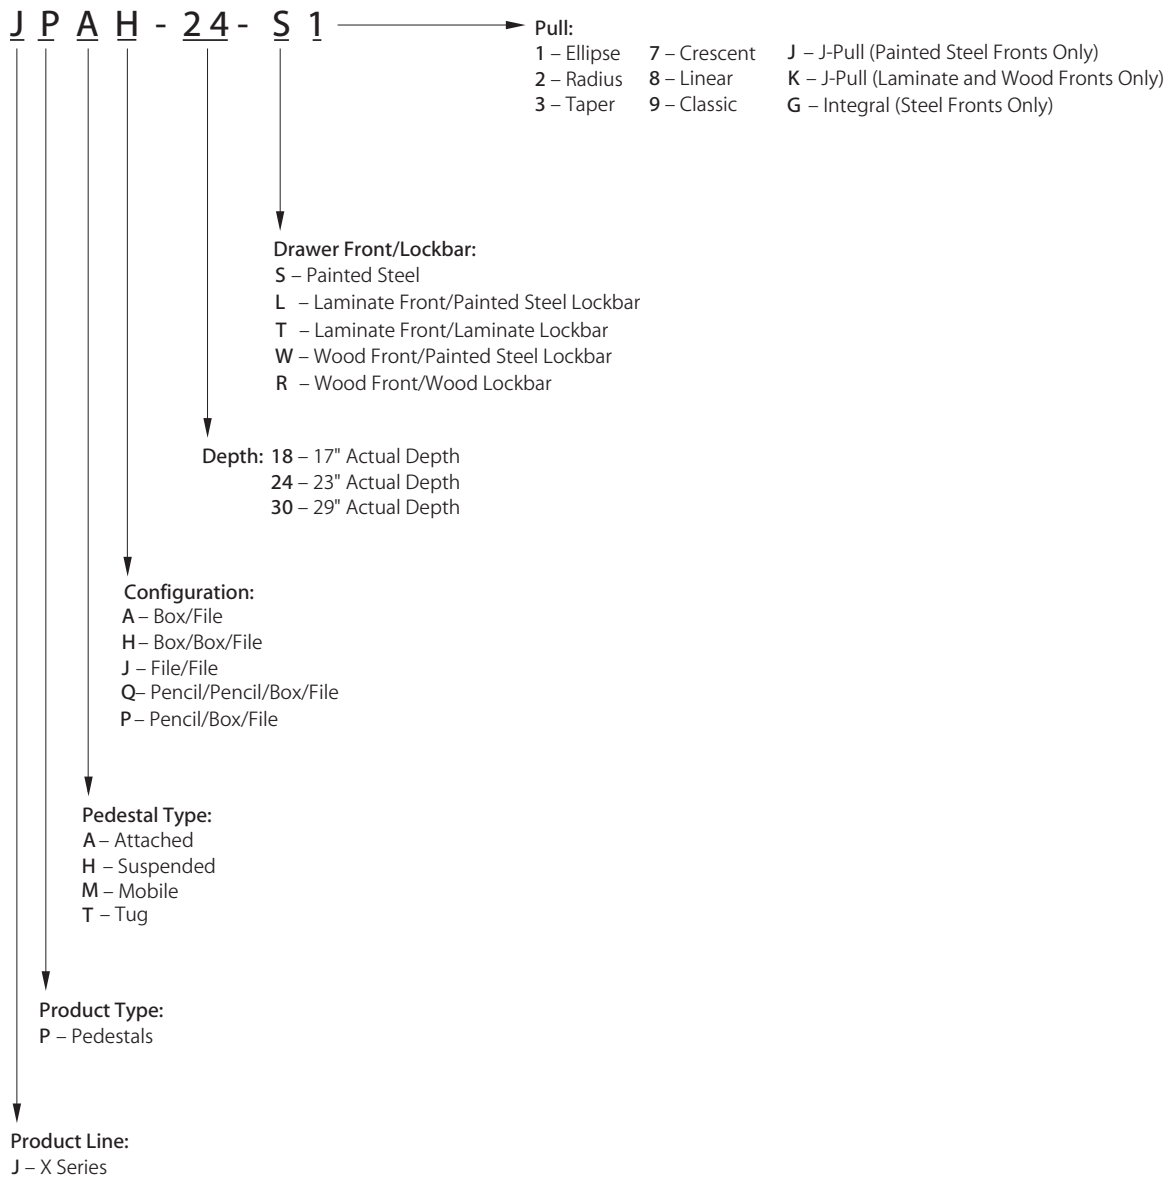 J P A H - 2 4 - S 1
Pull:
1 – Ellipse 7 – Crescent J – J-Pull (Painted Steel Fronts Only)
2 – Radius 8 – Linear K – J-Pull (Laminate and Wood Fronts Only)
3 – Taper 9 – Classic G – Integral (Steel Fronts Only)
Drawer Front/Lockbar:
S – Painted Steel
L – Laminate Front/Painted Steel Lockbar
T – Laminate Front/Laminate Lockbar
W – Wood Front/Painted Steel Lockbar
R – Wood Front/Wood Lockbar
Depth: 18 – 17" Actual Depth
24 – 23" Actual Depth
30 – 29" Actual Depth
Configuration:
A – Box/File
H – Box/Box/File
J – File/File
Q– Pencil/Pencil/Box/File
P – Pencil/Box/File
Pedestal Type:
A – Attached
H – Suspended
M – Mobile
T – Tug
Product Type:
P – Pedestals
Product Line:
J – X Series